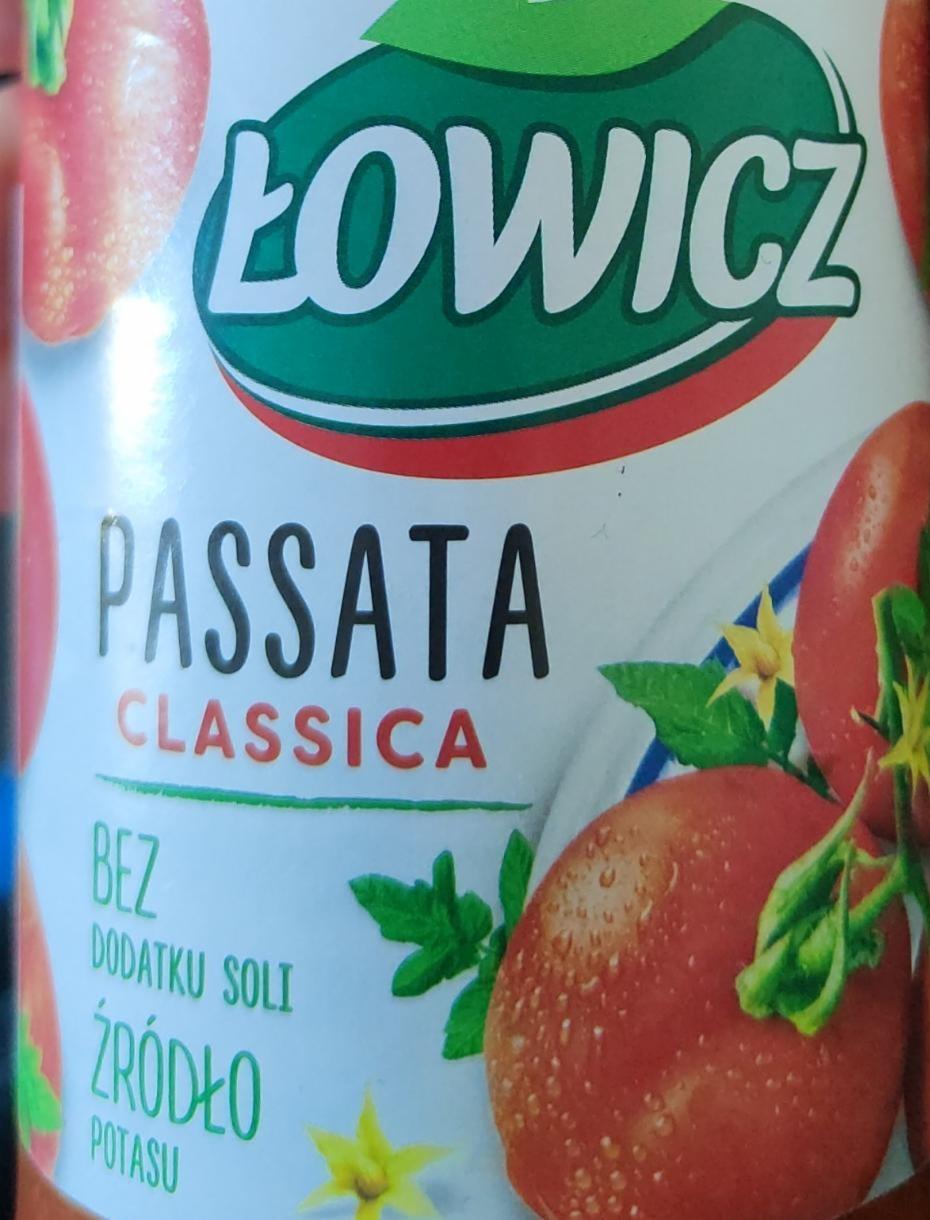 ŁOWICZ
PASSATA
CLASSICA
BEZ
DODATKU SOLI
ŹRÓDŁO
POTASU